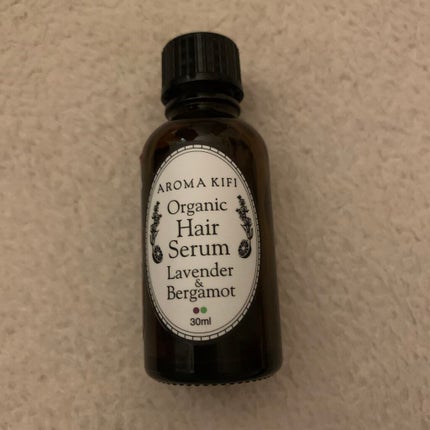 AROMA KIFI
Organic
Hair
Serum
Lavender
&
Bergamot
30ml